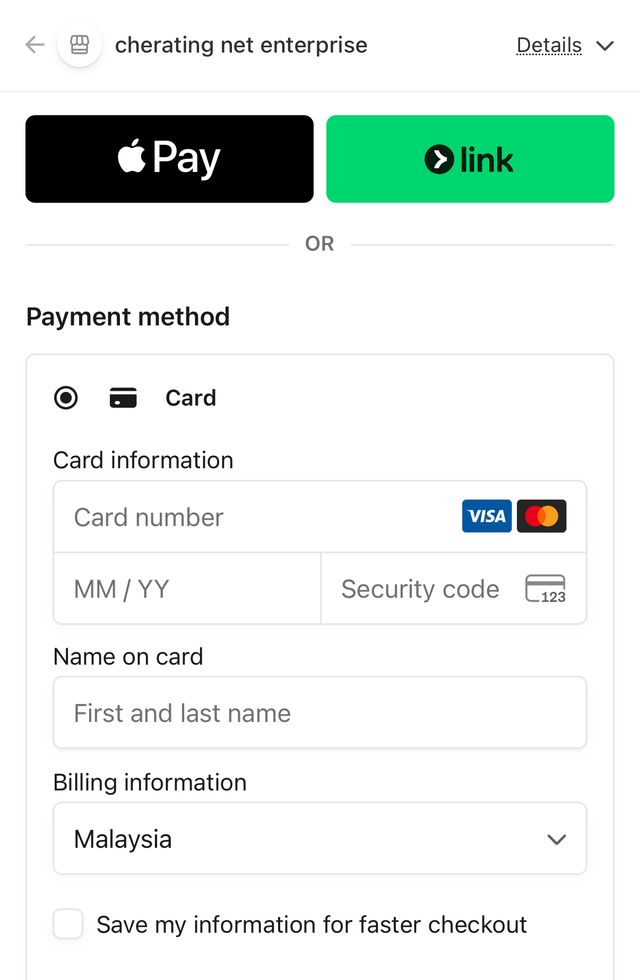 cherating net enterprise Details
Pay link
OR
Payment method
Card
Card information
Card number VISA
MM / YY Security code 123
Name on card
First and last name
Billing information
Malaysia
Save my information for faster checkout